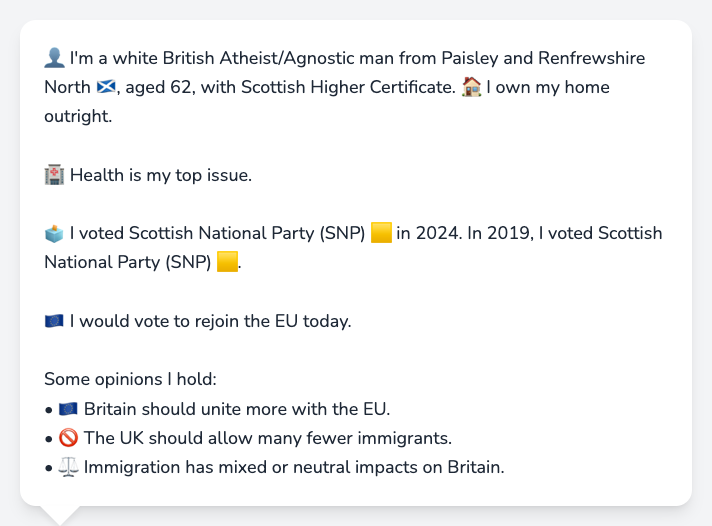 👤 I'm a white British Atheist/Agnostic man from Paisley and Renfrewshire
North 🏴󠁧󠁢󠁳󠁣󠁴󠁿, aged 62, with Scottish Higher Certificate. 🏠 I own my home
outright.
🏥 Health is my top issue.
🗳️ I voted Scottish National Party (SNP) 🟨 in 2024. In 2019, I voted Scottish
National Party (SNP) 🟨.
🇪🇺 I would vote to rejoin the EU today.
Some opinions I hold:
• 🇪🇺 Britain should unite more with the EU.
• 🚫 The UK should allow many fewer immigrants.
• ⚖️ Immigration has mixed or neutral impacts on Britain.